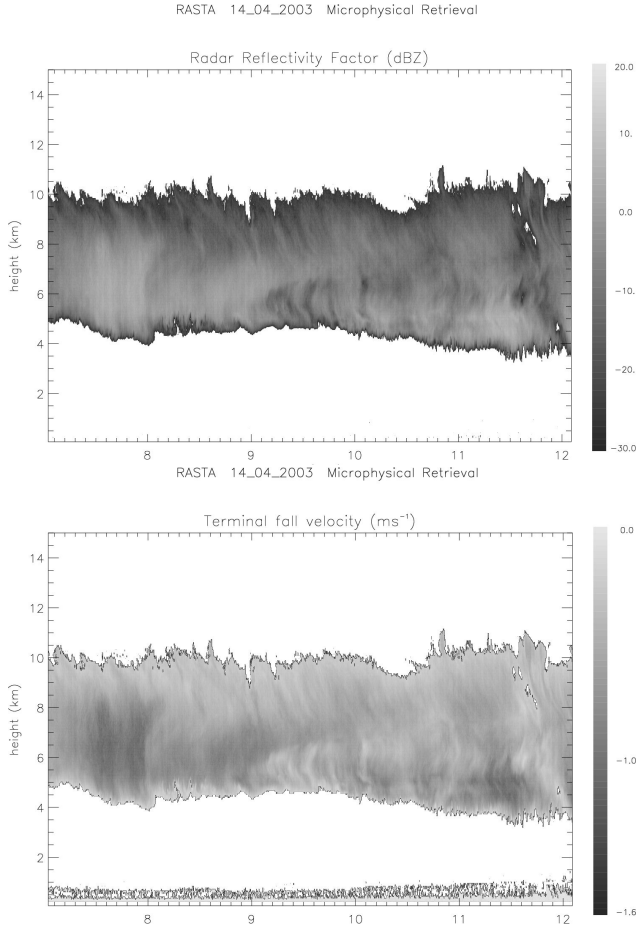 RASTA 14_04_2003 Microphysical Retrieval
Radar Reflectivity Factor (dBZ)
20.0
10.
0.0
-10.
-20.
-30.0
14
12
10
8
6
4
2
height (km)
8 9 10 11 12
RASTA 14_04_2003 Microphysical Retrieval
Terminal fall velocity (ms⁻¹)
0.0
-1.0
-1.6
14
12
10
8
6
4
2
height (km)
8 9 10 11 12